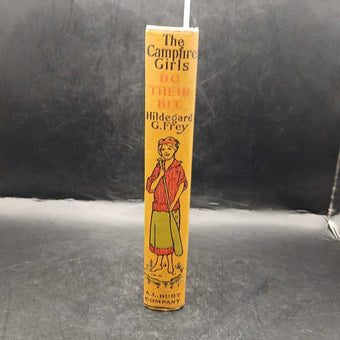 The
Campfire
Girls
DO
THEIR
BIT
Hildegard
G. Frey
A.L. BURT
COMPANY